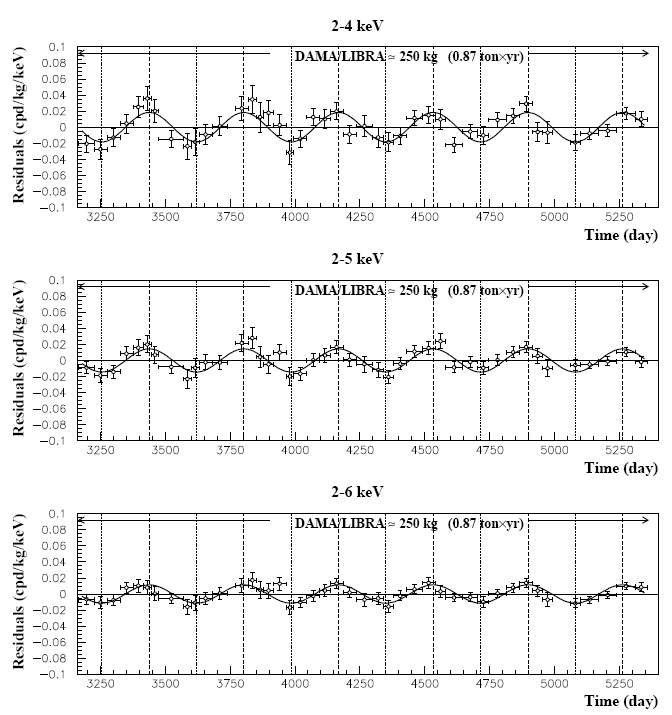 2-4 keV
Residuals (cpd/kg/keV)
0.1
0.08
0.06
0.04
0.02
0
−0.02
−0.04
−0.06
−0.08
−0.1
DAMA/LIBRA ≈ 250 kg (0.87 ton×yr)
3250 3500 3750 4000 4250 4500 4750 5000 5250
Time (day)
2-5 keV
Residuals (cpd/kg/keV)
0.1
0.08
0.06
0.04
0.02
0
−0.02
−0.04
−0.06
−0.08
−0.1
DAMA/LIBRA ≈ 250 kg (0.87 ton×yr)
3250 3500 3750 4000 4250 4500 4750 5000 5250
Time (day)
2-6 keV
Residuals (cpd/kg/keV)
0.1
0.08
0.06
0.04
0.02
0
−0.02
−0.04
−0.06
−0.08
−0.1
DAMA/LIBRA ≈ 250 kg (0.87 ton×yr)
3250 3500 3750 4000 4250 4500 4750 5000 5250
Time (day)